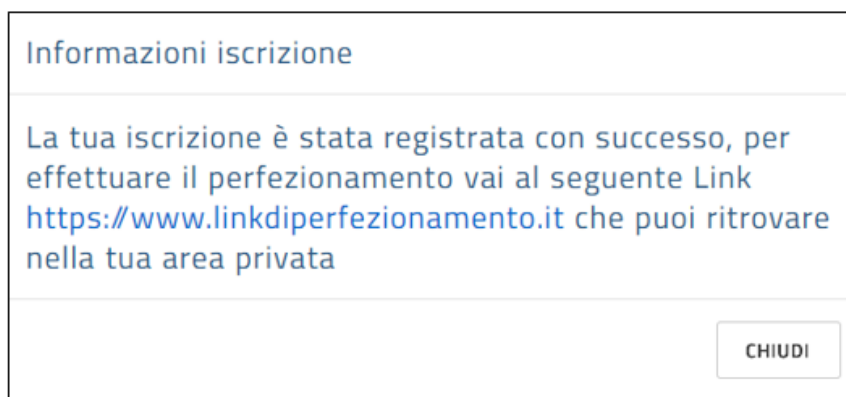 Informazioni iscrizione
La tua iscrizione è stata registrata con successo, per
effettuare il perfezionamento vai al seguente Link
https://www.linkdiperfezionamento.it che puoi ritrovare
nella tua area privata
CHIUDI